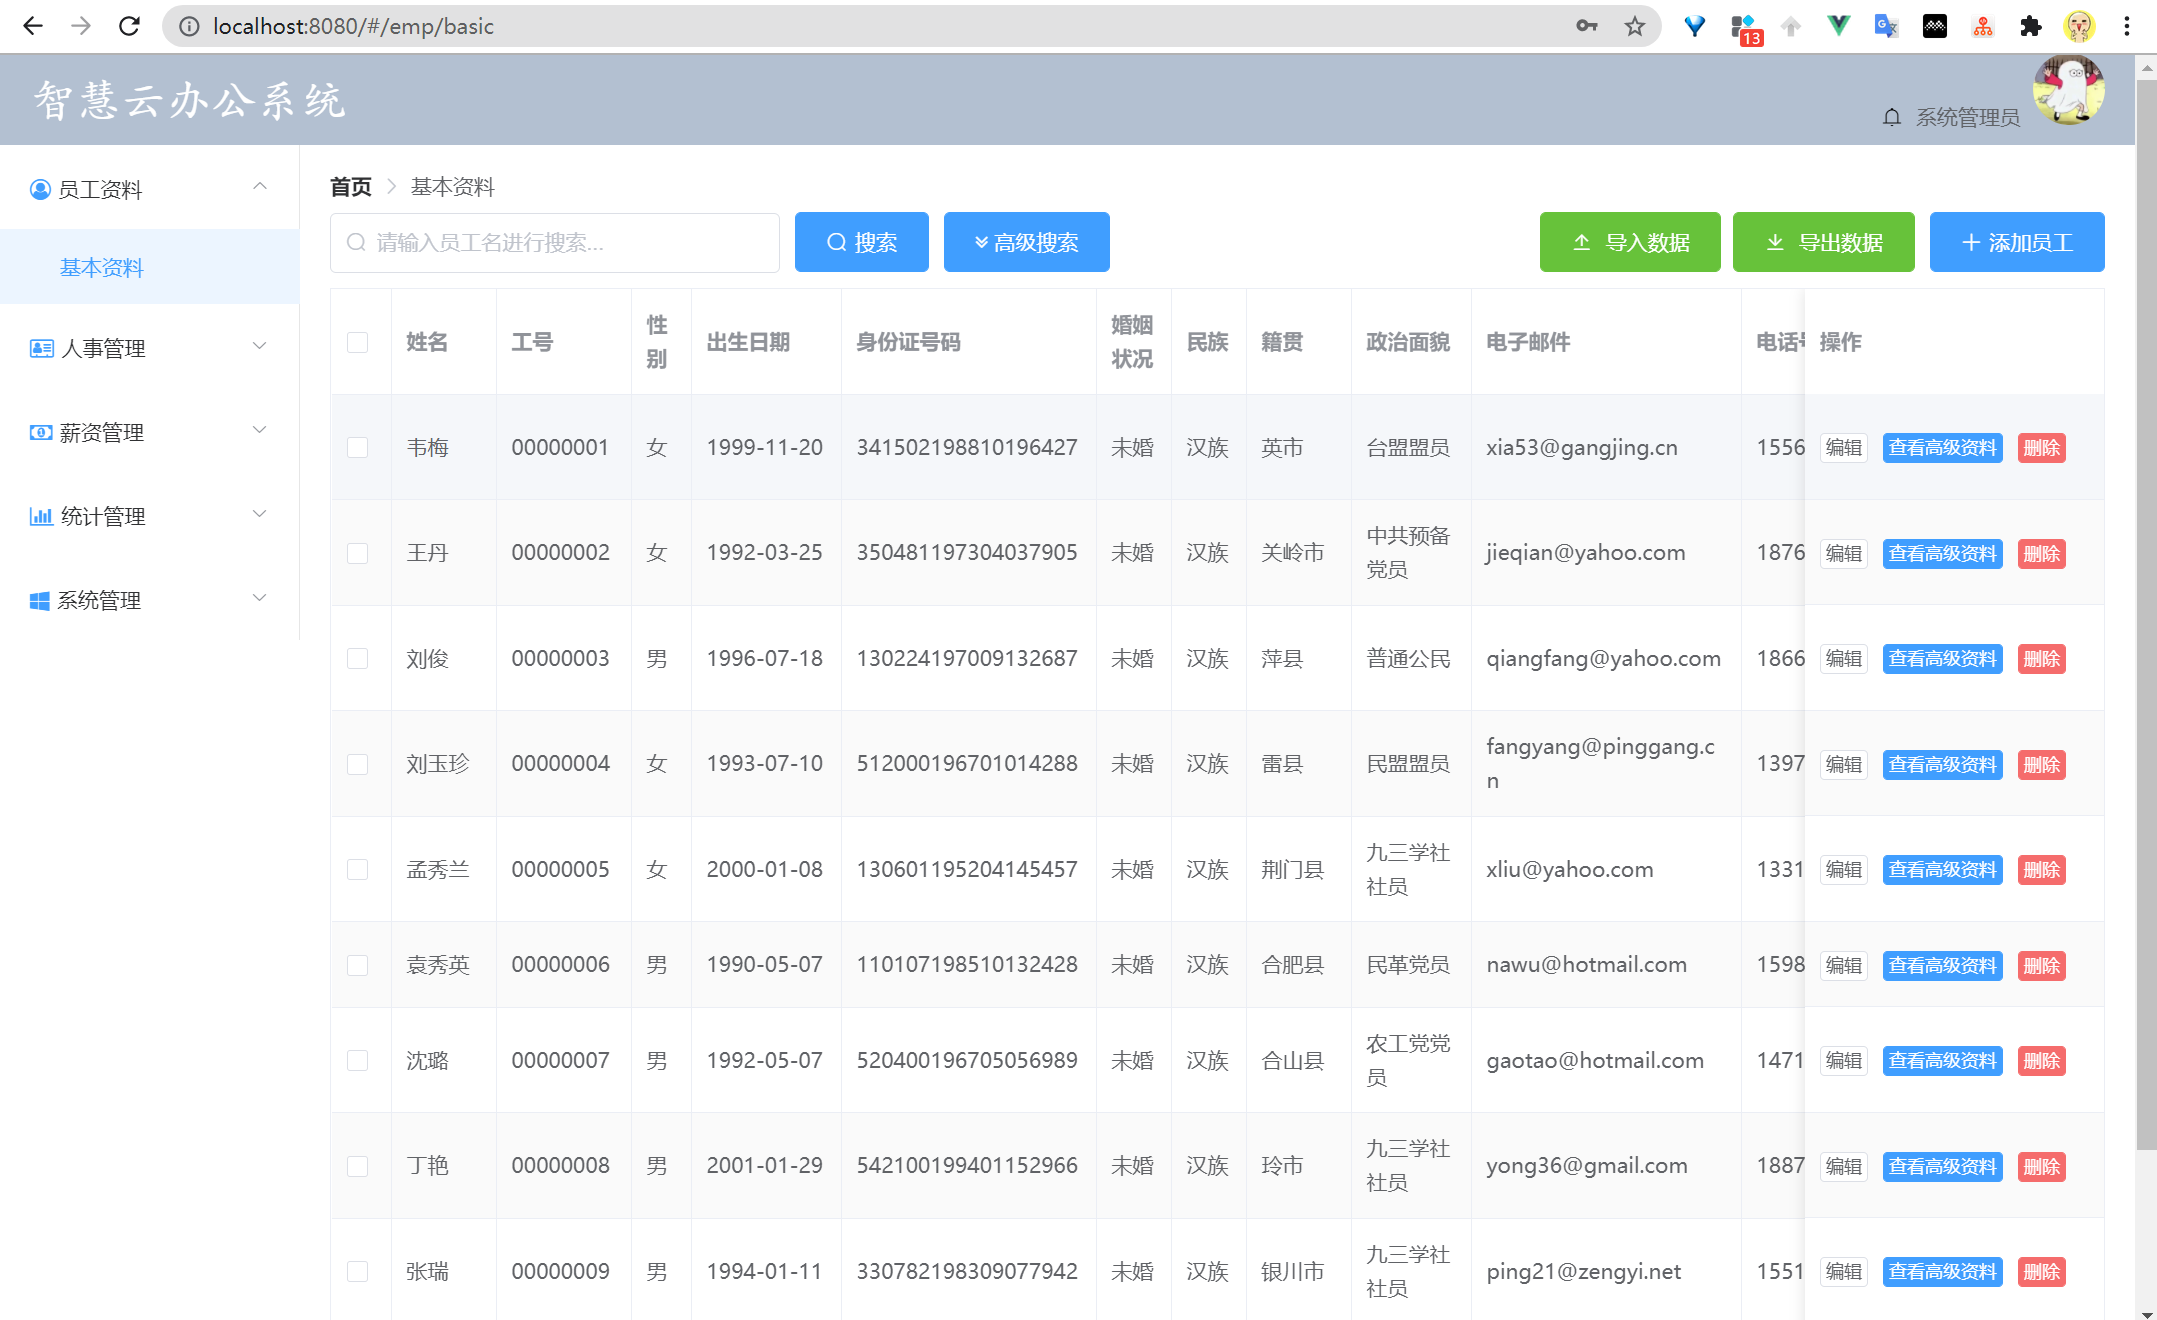 localhost:8080/#/emp/basic
13
智慧云办公系统
系统管理员
员工资料
基本资料
人事管理
薪资管理
统计管理
系统管理
首页 基本资料
请输入员工名进行搜索... 搜索 高级搜索 导入数据 导出数据 添加员工
姓名 工号 性别 出生日期 身份证号码 婚姻状况 民族 籍贯 政治面貌 电子邮件 电话 操作
韦梅 00000001 女 1999-11-20 341502198810196427 未婚 汉族 英市 台盟盟员 xia53@gangjing.cn 1556 编辑 查看高级资料 删除
王丹 00000002 女 1992-03-25 350481197304037905 未婚 汉族 关岭市 中共预备党员 jieqian@yahoo.com 1876 编辑 查看高级资料 删除
刘俊 00000003 男 1996-07-18 130224197009132687 未婚 汉族 萍县 普通公民 qiangfang@yahoo.com 1866 编辑 查看高级资料 删除
刘玉珍 00000004 女 1993-07-10 512000196701014288 未婚 汉族 雷县 民盟盟员 fangyang@pinggang.cn 1397 编辑 查看高级资料 删除
孟秀兰 00000005 女 2000-01-08 130601195204145457 未婚 汉族 荆门县 九三学社社员 xliu@yahoo.com 1331 编辑 查看高级资料 删除
袁秀英 00000006 男 1990-05-07 110107198510132428 未婚 汉族 合肥县 民革党员 nawu@hotmail.com 1598 编辑 查看高级资料 删除
沈璐 00000007 男 1992-05-07 520400196705056989 未婚 汉族 合山县 农工党党员 gaotao@hotmail.com 1471 编辑 查看高级资料 删除
丁艳 00000008 男 2001-01-29 542100199401152966 未婚 汉族 玲市 九三学社社员 yong36@gmail.com 1887 编辑 查看高级资料 删除
张瑞 00000009 男 1994-01-11 330782198309077942 未婚 汉族 银川市 九三学社社员 ping21@zengyi.net 1551 编辑 查看高级资料 删除